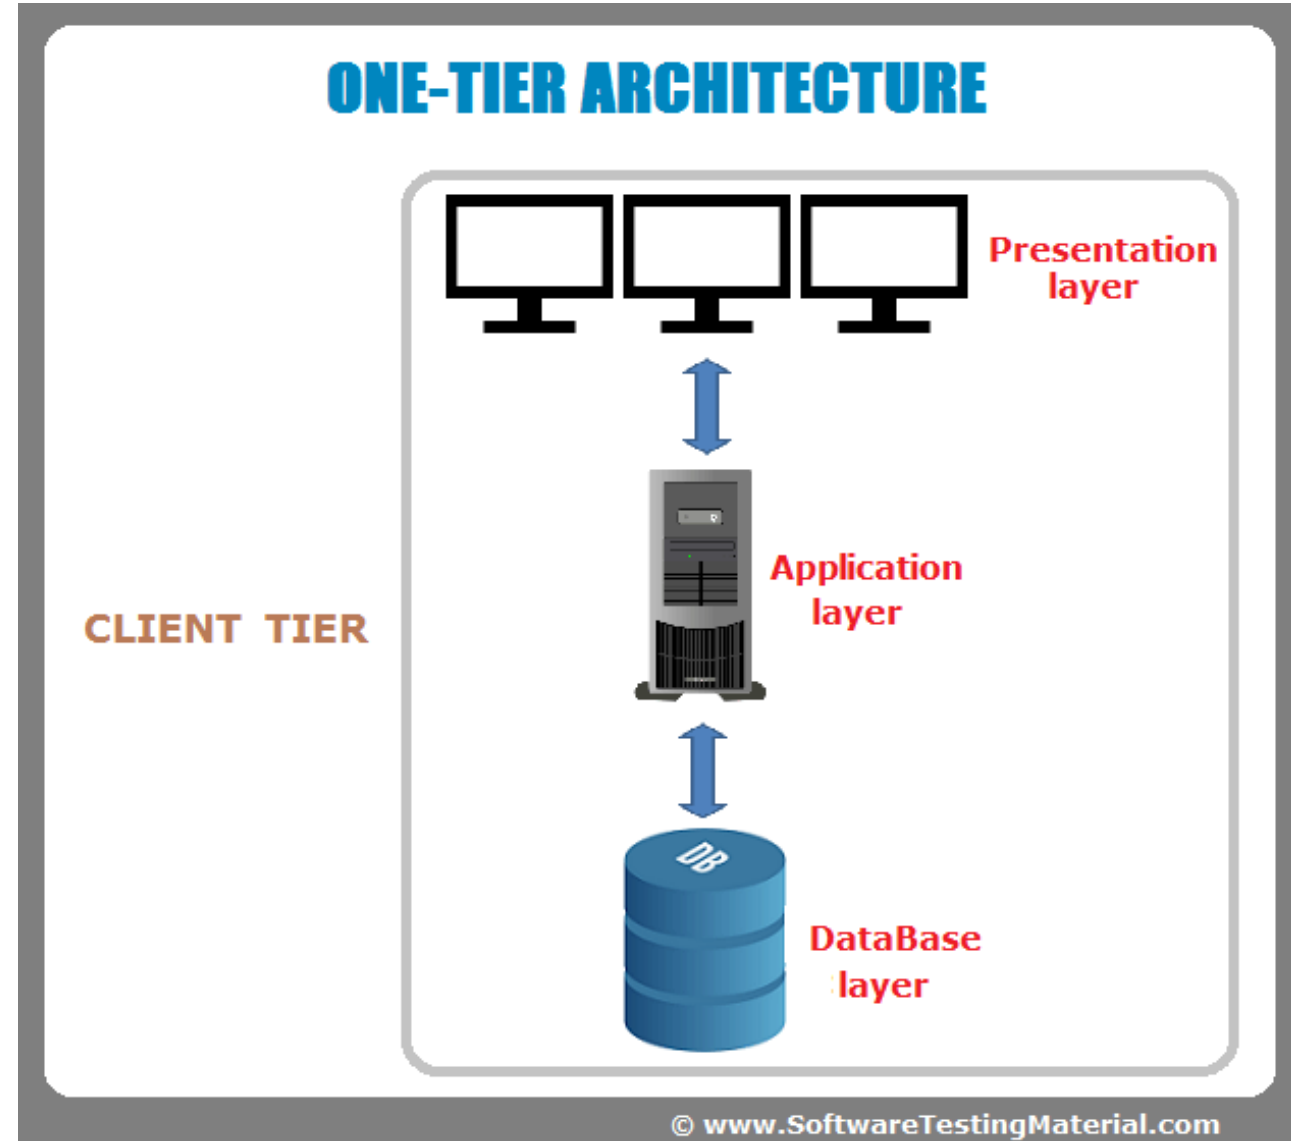 ONE-TIER ARCHITECTURE
Presentation
layer
Application
layer
CLIENT TIER
DB
DataBase
layer
© www.SoftwareTestingMaterial.com